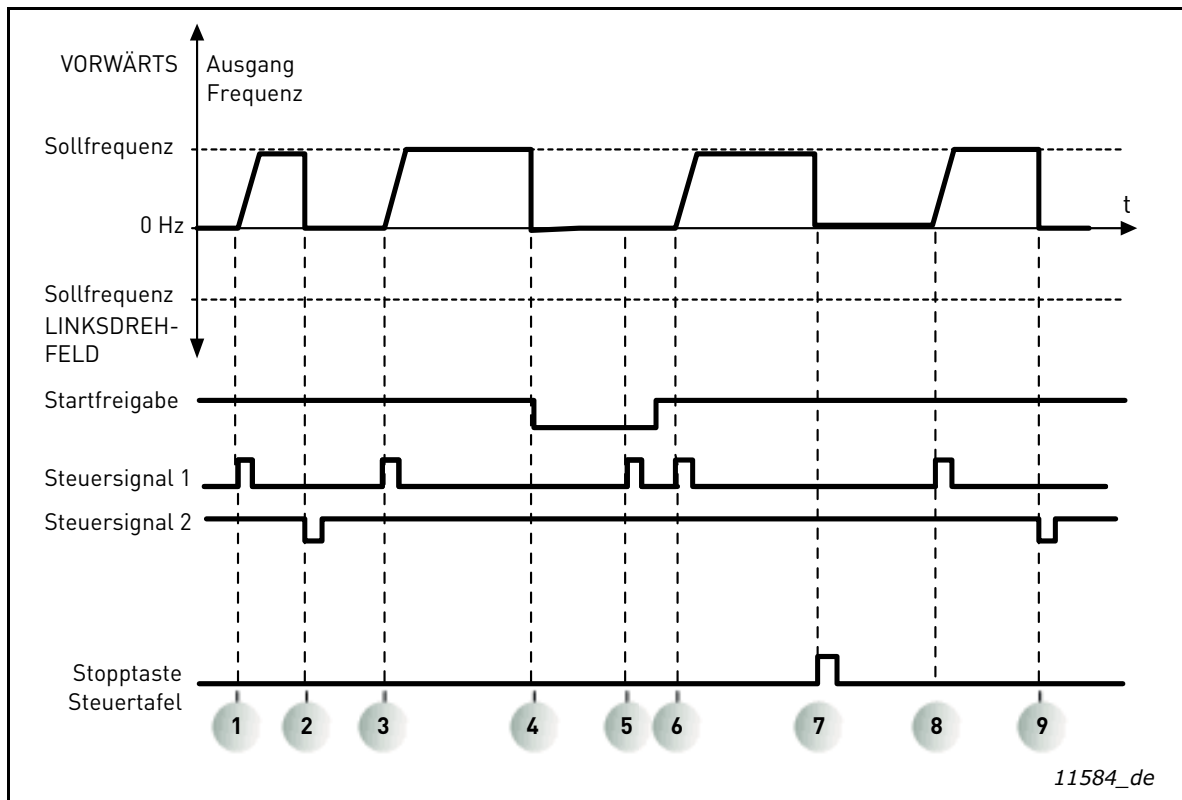 VORWÄRTS
Ausgang
Frequenz
Sollfrequenz
0 Hz
t
Sollfrequenz
LINKSDREH-
FELD
Startfreigabe
Steuersignal 1
Steuersignal 2
Stopptaste
Steuertafel
1 2 3 4 5 6 7 8 9
11584_de